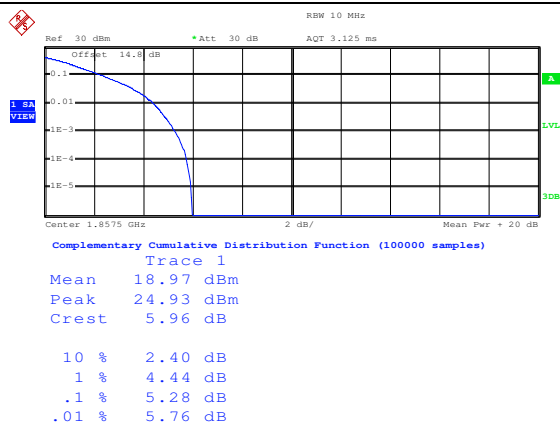 R S
RBW 10 MHz
Ref 30 dBm *Att 30 dB AQT 3.125 ms
Offset 14.8 dB
0.1
A
1 SA
VIEW
0.01
1E-3
LVL
1E-4
1E-5
3DB
Center 1.8575 GHz 2 dB/ Mean Pwr + 20 dB
Complementary Cumulative Distribution Function (100000 samples)
Trace 1
Mean 18.97 dBm
Peak 24.93 dBm
Crest 5.96 dB
10 % 2.40 dB
1 % 4.44 dB
.1 % 5.28 dB
.01 % 5.76 dB